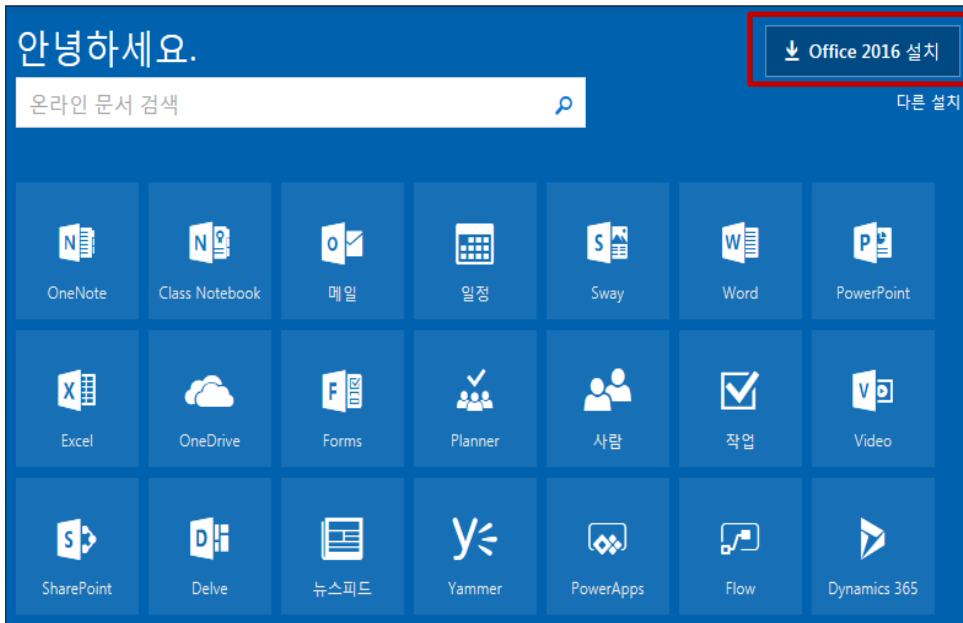 안녕하세요.
Office 2016 설치
온라인 문서 검색
다른 설치
OneNote
Class Notebook
메일
일정
Sway
Word
PowerPoint
Excel
OneDrive
Forms
Planner
사람
작업
Video
SharePoint
Delve
뉴스피드
Yammer
PowerApps
Flow
Dynamics 365